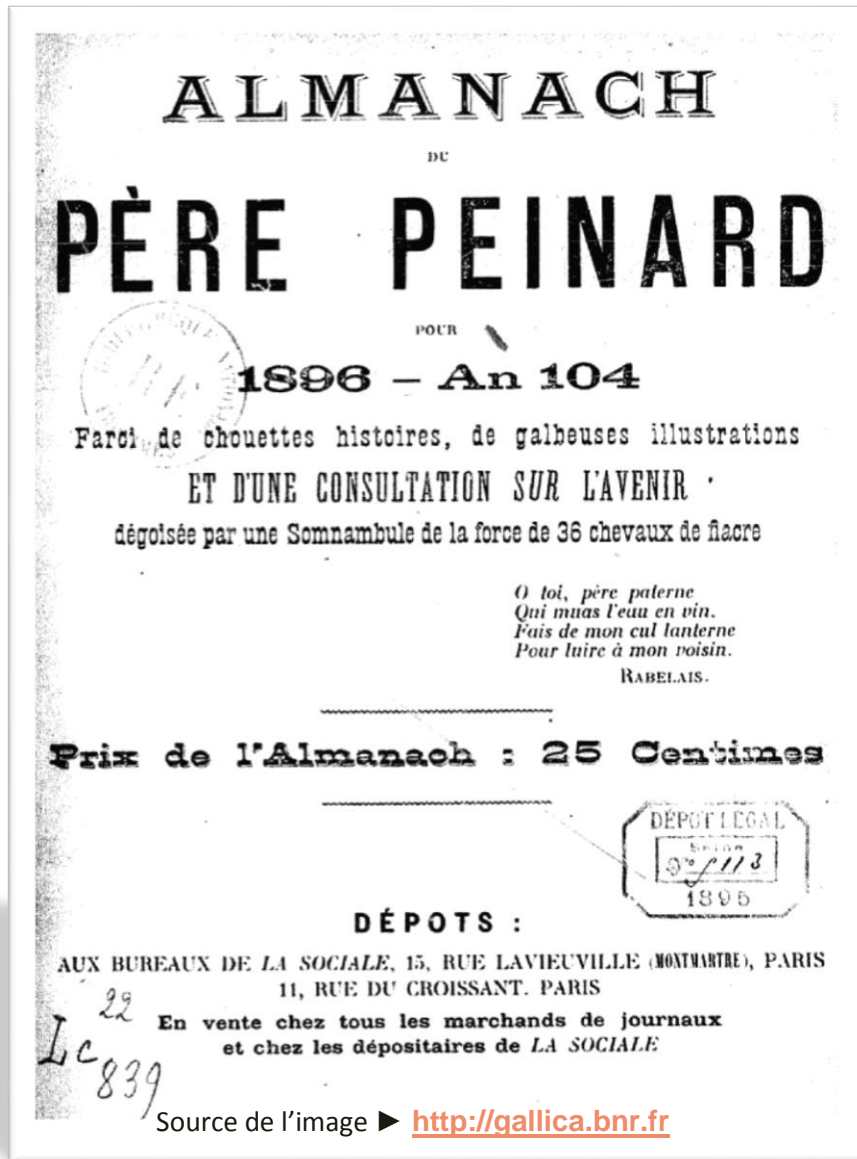 ALMANACH
DU
PÈRE PEINARD
POUR
1896 – An 104
Farci de chouettes histoires, de galbeuses illustrations
ET D'UNE CONSULTATION SUR L'AVENIR
dégoisée par une Somnambule de la force de 36 chevaux de fiacre
O toi, père paterne
Qui muas l'eau en vin.
Fais de mon cul lanterne
Pour luire à mon voisin.
RABELAIS.
Prix de l'Almanach : 25 Centimes
DÉPOT LÉGAL
Seine
1895
DÉPOTS :
AUX BUREAUX DE LA SOCIALE, 15, RUE LAVIEUVILLE (MONTMARTRE), PARIS
11, RUE DU CROISSANT. PARIS
En vente chez tous les marchands de journaux
et chez les dépositaires de LA SOCIALE
22
Lc
839
Source de l'image ► http://gallica.bnr.fr